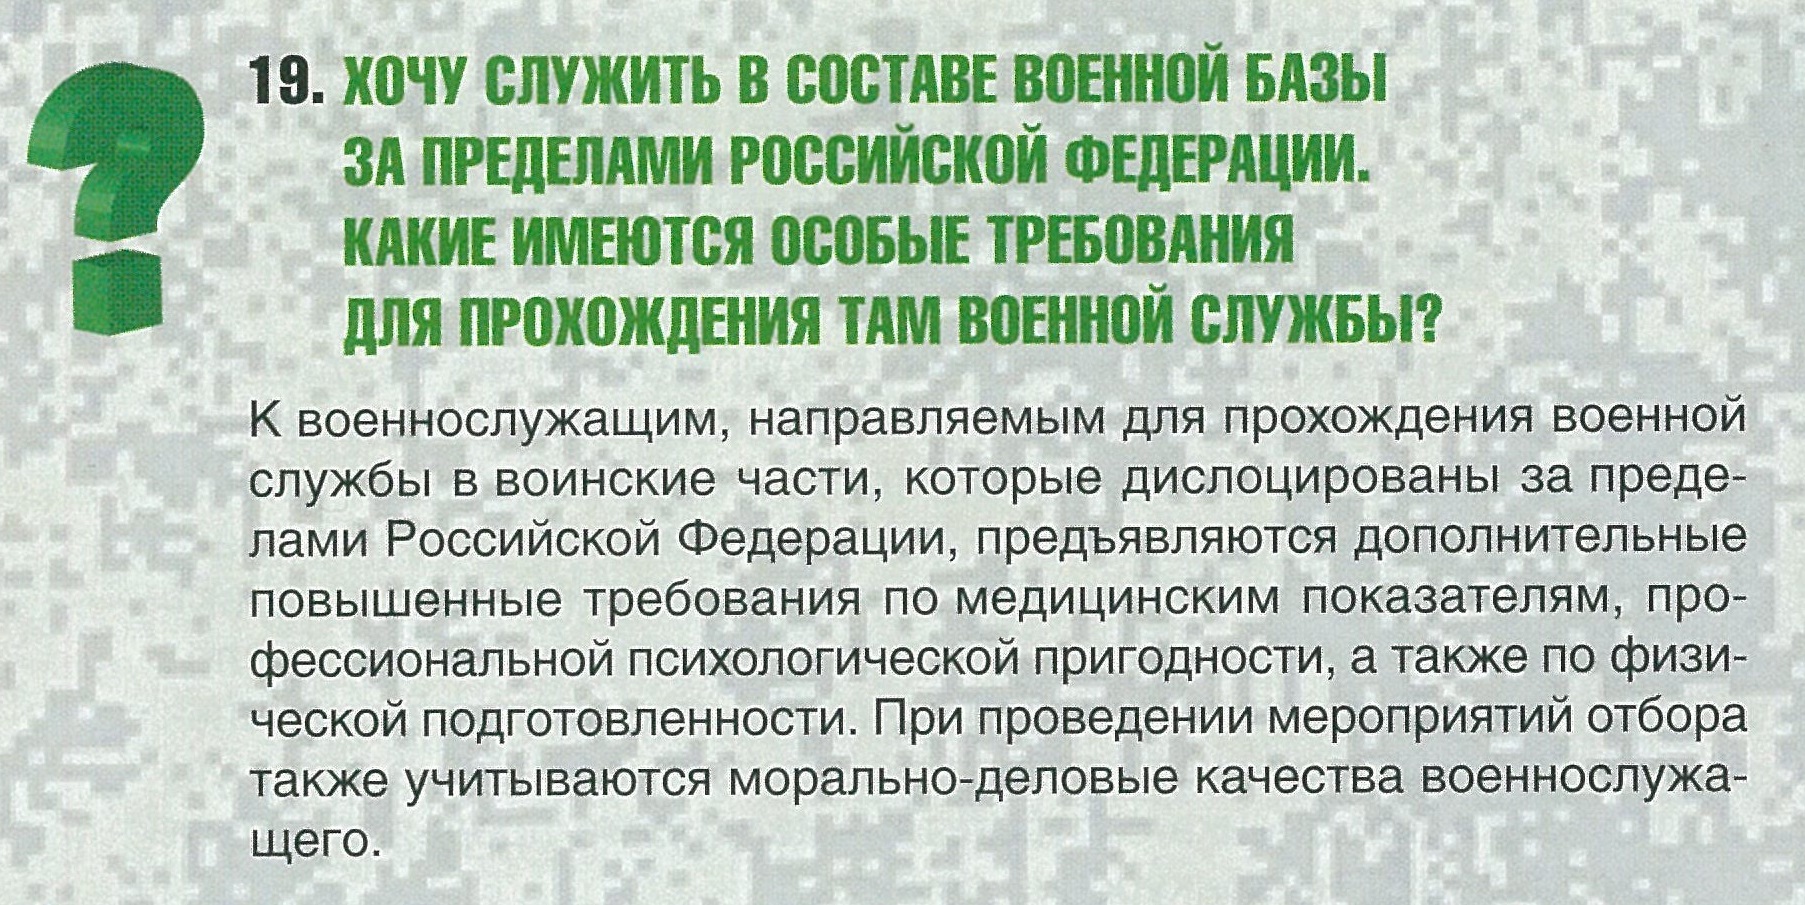 19. ХОЧУ СЛУЖИТЬ В СОСТАВЕ ВОЕННОЙ БАЗЫ
ЗА ПРЕДЕЛАМИ РОССИЙСКОЙ ФЕДЕРАЦИИ.
КАКИЕ ИМЕЮТСЯ ОСОБЫЕ ТРЕБОВАНИЯ
ДЛЯ ПРОХОЖДЕНИЯ ТАМ ВОЕННОЙ СЛУЖБЫ?
К военнослужащим, направляемым для прохождения военной
службы в воинские части, которые дислоцированы за преде-
лами Российской Федерации, предъявляются дополнительные
повышенные требования по медицинским показателям, про-
фессиональной психологической пригодности, а также по физи-
ческой подготовленности. При проведении мероприятий отбора
также учитываются морально-деловые качества военнослужа-
щего.